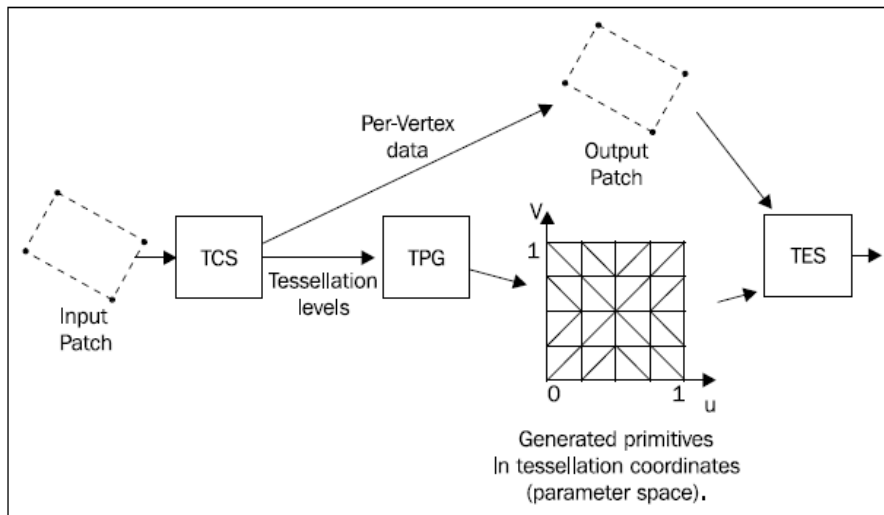 Per-Vertex
data
Output
Patch
TCS
TPG
TES
Tessellation
levels
Input
Patch
V
1
0
1
u
Generated primitives
In tessellation coordinates
(parameter space).